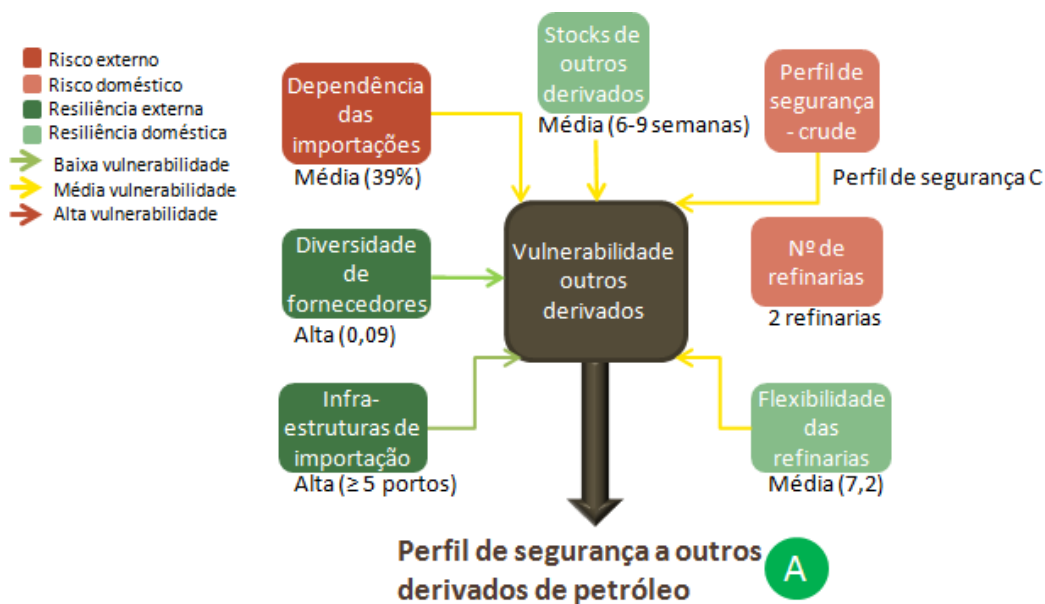 Risco externo
Risco doméstico
Resiliência externa
Resiliência doméstica
Baixa vulnerabilidade
Média vulnerabilidade
Alta vulnerabilidade
Dependência
das
importações
Média (39%)
Stocks de
outros
derivados
Média (6-9 semanas)
Perfil de
segurança
- crude
Perfil de segurança C
Diversidade
de
fornecedores
Alta (0,09)
Vulnerabilidade
outros
derivados
Nº de
refinarias
2 refinarias
Infra-
estruturas de
importação
Alta (≥ 5 portos)
Flexibilidade
das
refinarias
Média (7,2)
Perfil de segurança a outros
derivados de petróleo
A